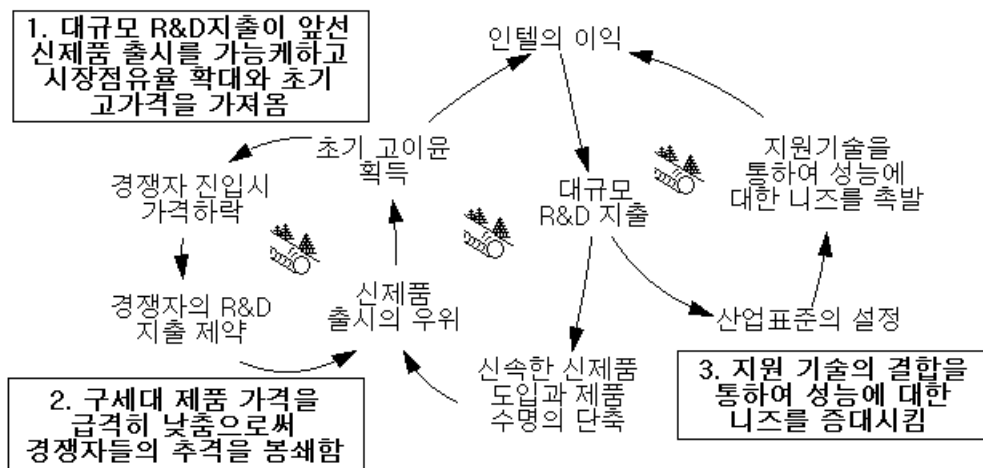 1. 대규모 R&D지출이 앞선
신제품 출시를 가능케하고
시장점유율 확대와 초기
고가격을 가져옴
인텔의 이익
초기 고이윤
획득
지원기술을
통하여 성능에
대한 니즈를 촉발
경쟁자 진입시
가격하락
대규모
R&D 지출
경쟁자의 R&D
지출 제약
신제품
출시의 우위
산업표준의 설정
신속한 신제품
도입과 제품
수명의 단축
2. 구세대 제품 가격을
급격히 낮춤으로써
경쟁자들의 추격을 봉쇄함
3. 지원 기술의 결합을
통하여 성능에 대한
니즈를 증대시킴